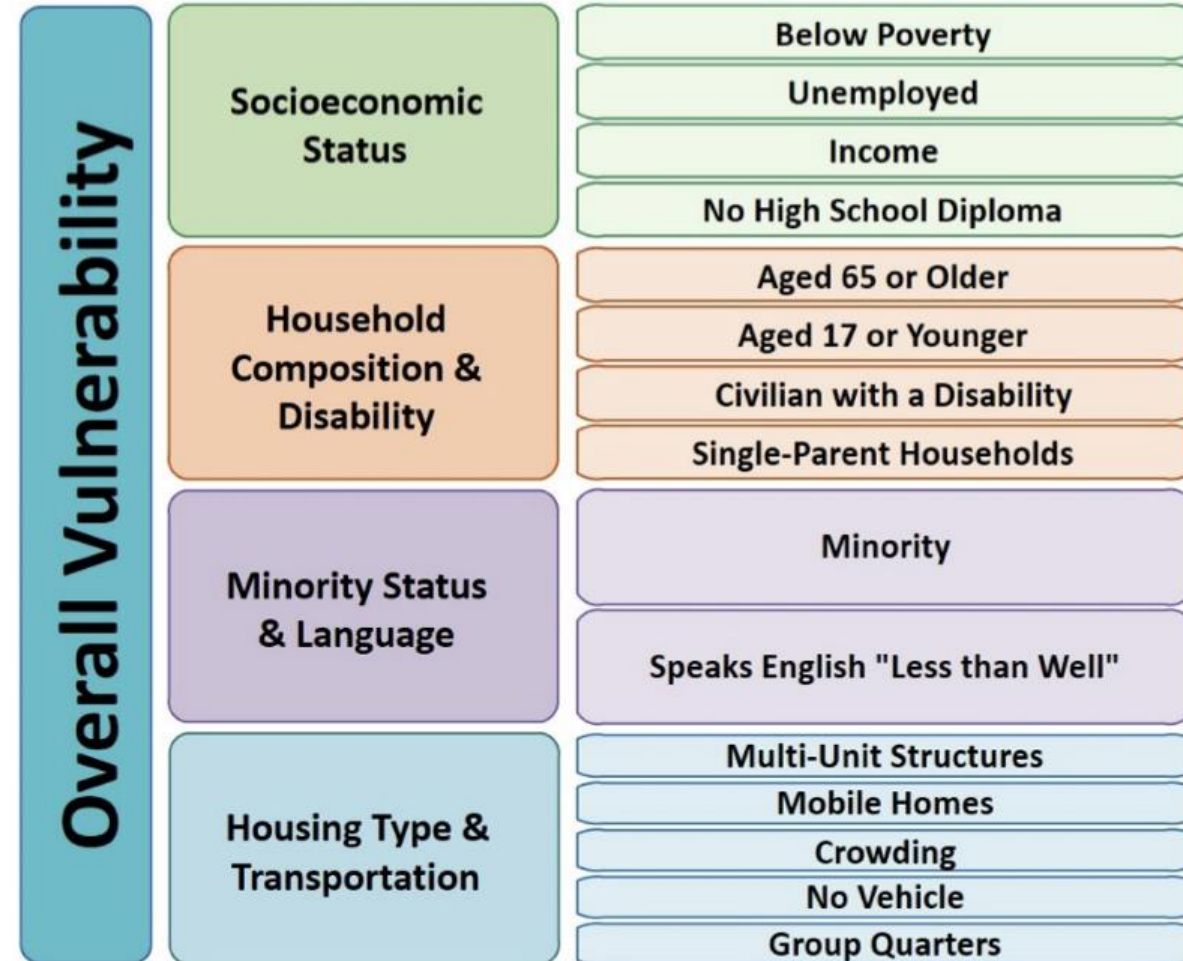 Overall Vulnerability
Socioeconomic
Status
Below Poverty
Unemployed
Income
No High School Diploma
Household
Composition &
Disability
Aged 65 or Older
Aged 17 or Younger
Civilian with a Disability
Single-Parent Households
Minority Status
& Language
Minority
Speaks English "Less than Well"
Housing Type &
Transportation
Multi-Unit Structures
Mobile Homes
Crowding
No Vehicle
Group Quarters